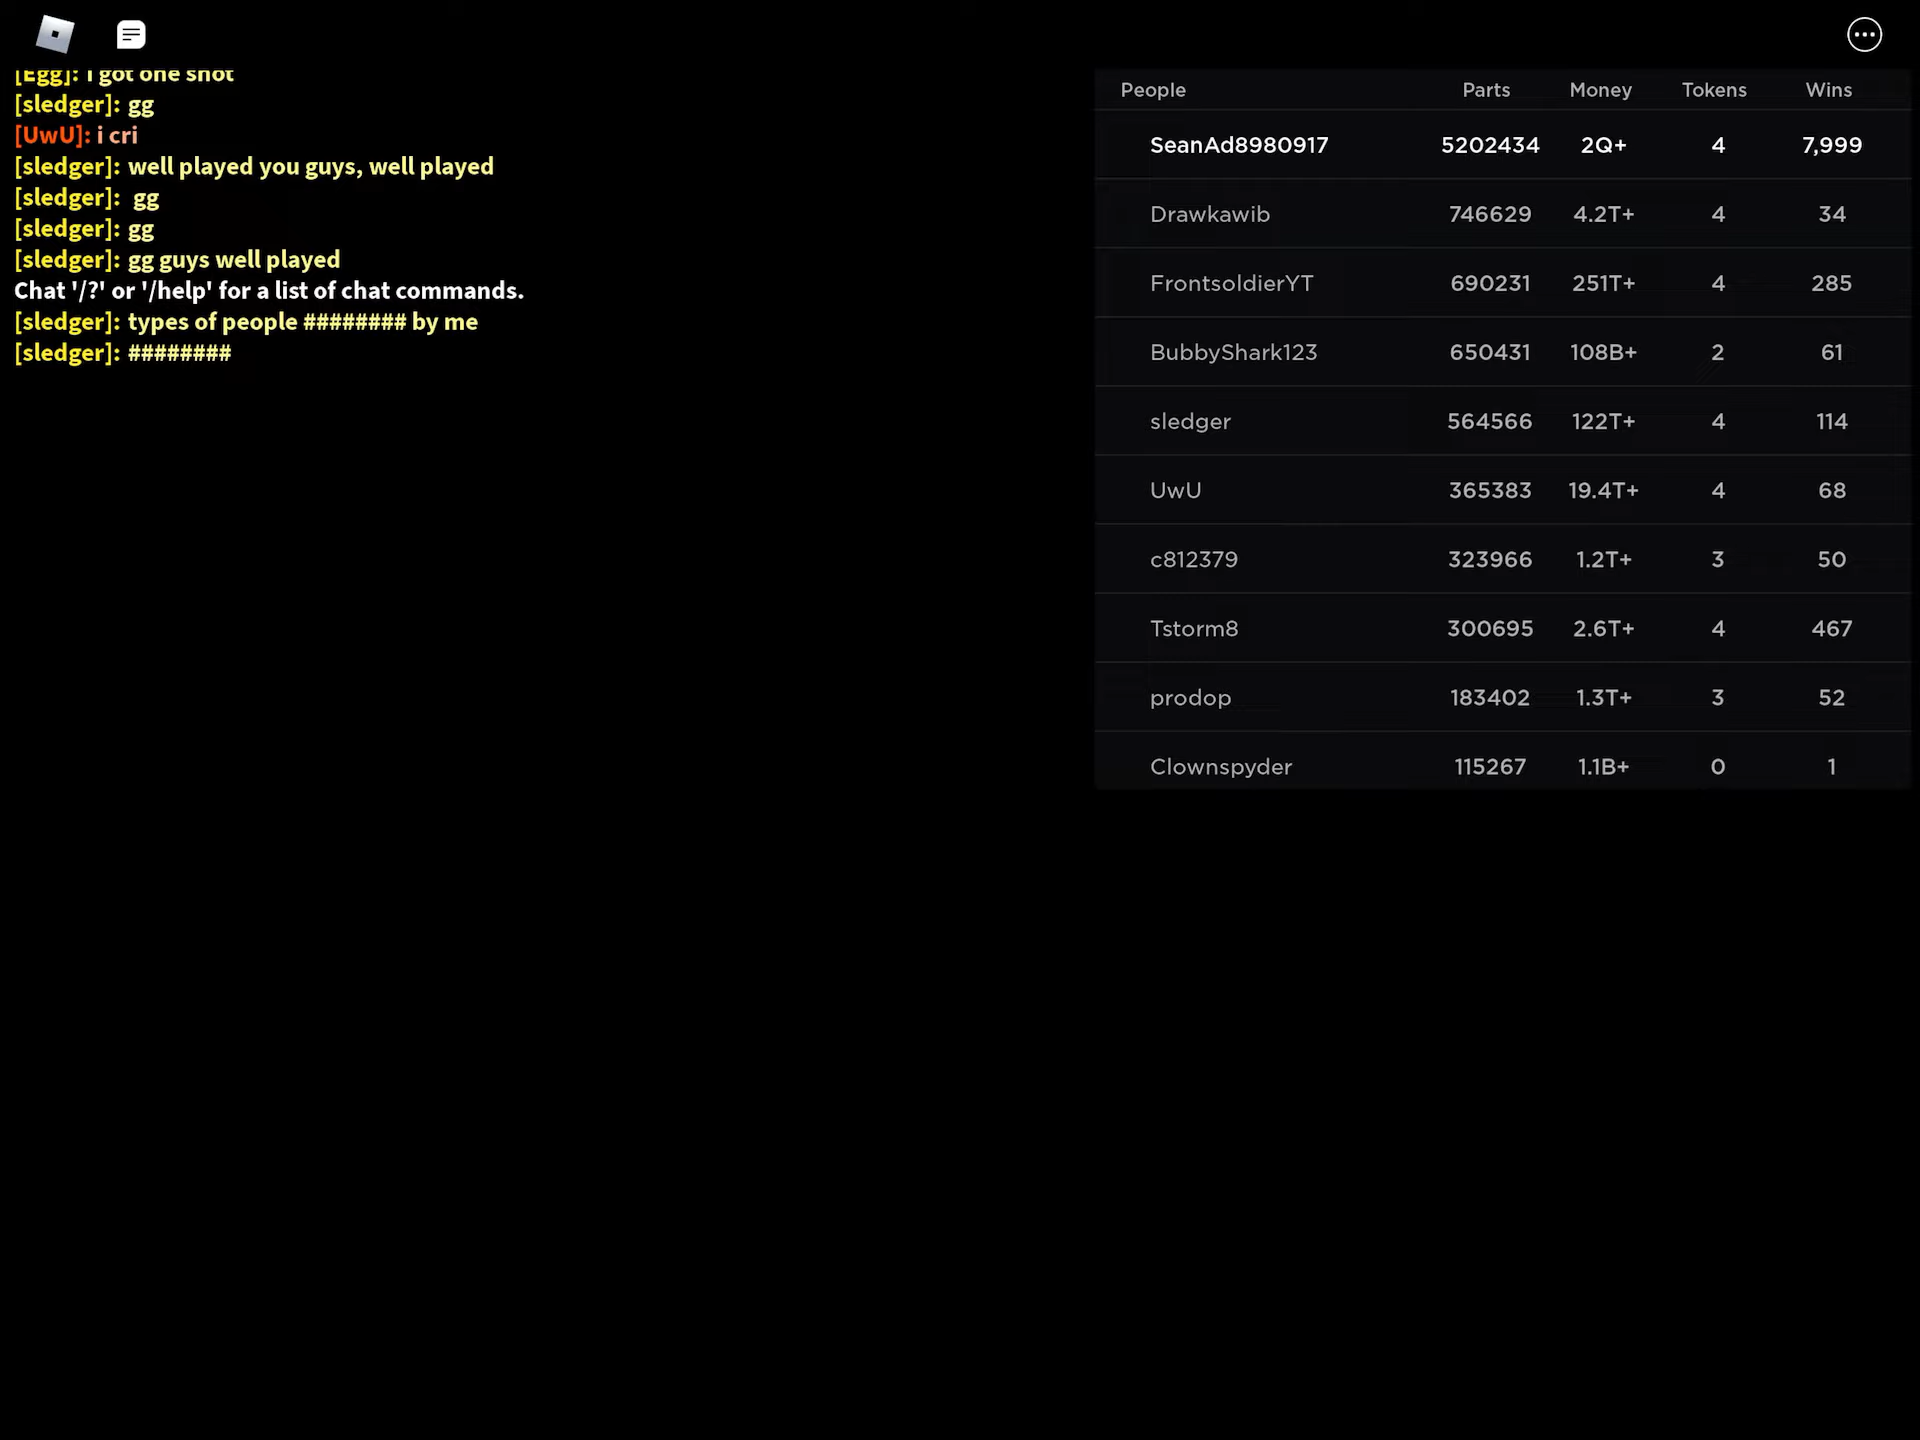 [Egg]: I got one shot
[sledger]: gg
[UwU]: i cri
[sledger]: well played you guys, well played
[sledger]: gg
[sledger]: gg
[sledger]: gg guys well played
Chat '/?' or '/help' for a list of chat commands.
[sledger]: types of people ######## by me
[sledger]: ########
People Parts Money Tokens Wins
SeanAd8980917 5202434 2Q+ 4 7,999
Drawkawib 746629 4.2T+ 4 34
FrontsoldierYT 690231 251T+ 4 285
BubbyShark123 650431 108B+ 2 61
sledger 564566 122T+ 4 114
UwU 365383 19.4T+ 4 68
c812379 323966 1.2T+ 3 50
Tstorm8 300695 2.6T+ 4 467
prodop 183402 1.3T+ 3 52
Clownspyder 115267 1.1B+ 0 1